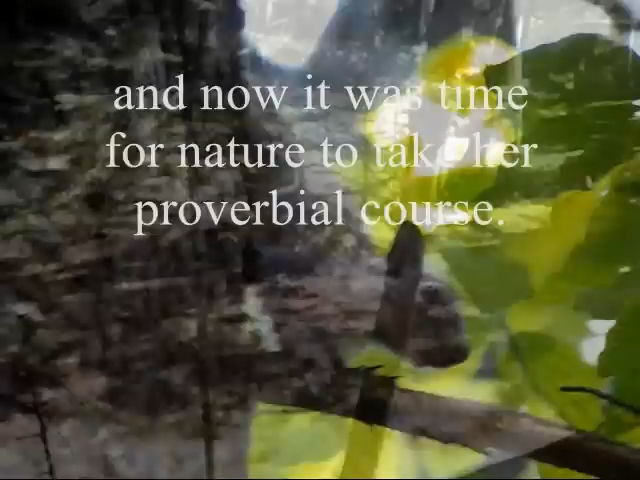 and now it was time
for nature to take her
proverbial course.